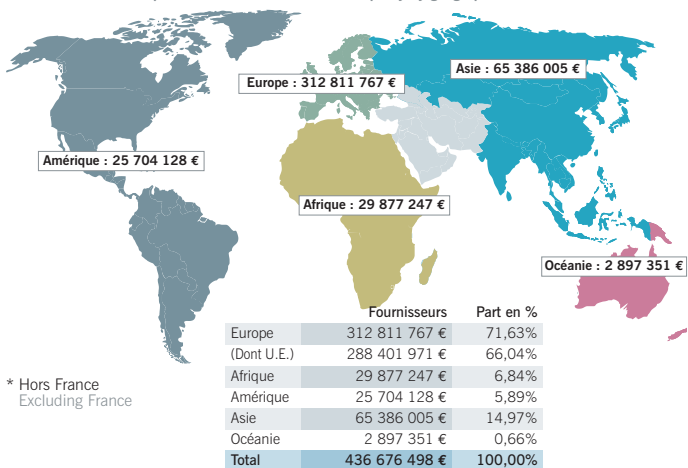 Europe : 312 811 767 €
Asie : 65 386 005 €
Amérique : 25 704 128 €
Afrique : 29 877 247 €
Océanie : 2 897 351 €
Fournisseurs Part en %
Europe 312 811 767 € 71,63%
(Dont U.E.) 288 401 971 € 66,04%
Afrique 29 877 247 € 6,84%
Amérique 25 704 128 € 5,89%
Asie 65 386 005 € 14,97%
Océanie 2 897 351 € 0,66%
Total 436 676 498 € 100,00%
* Hors France
Excluding France